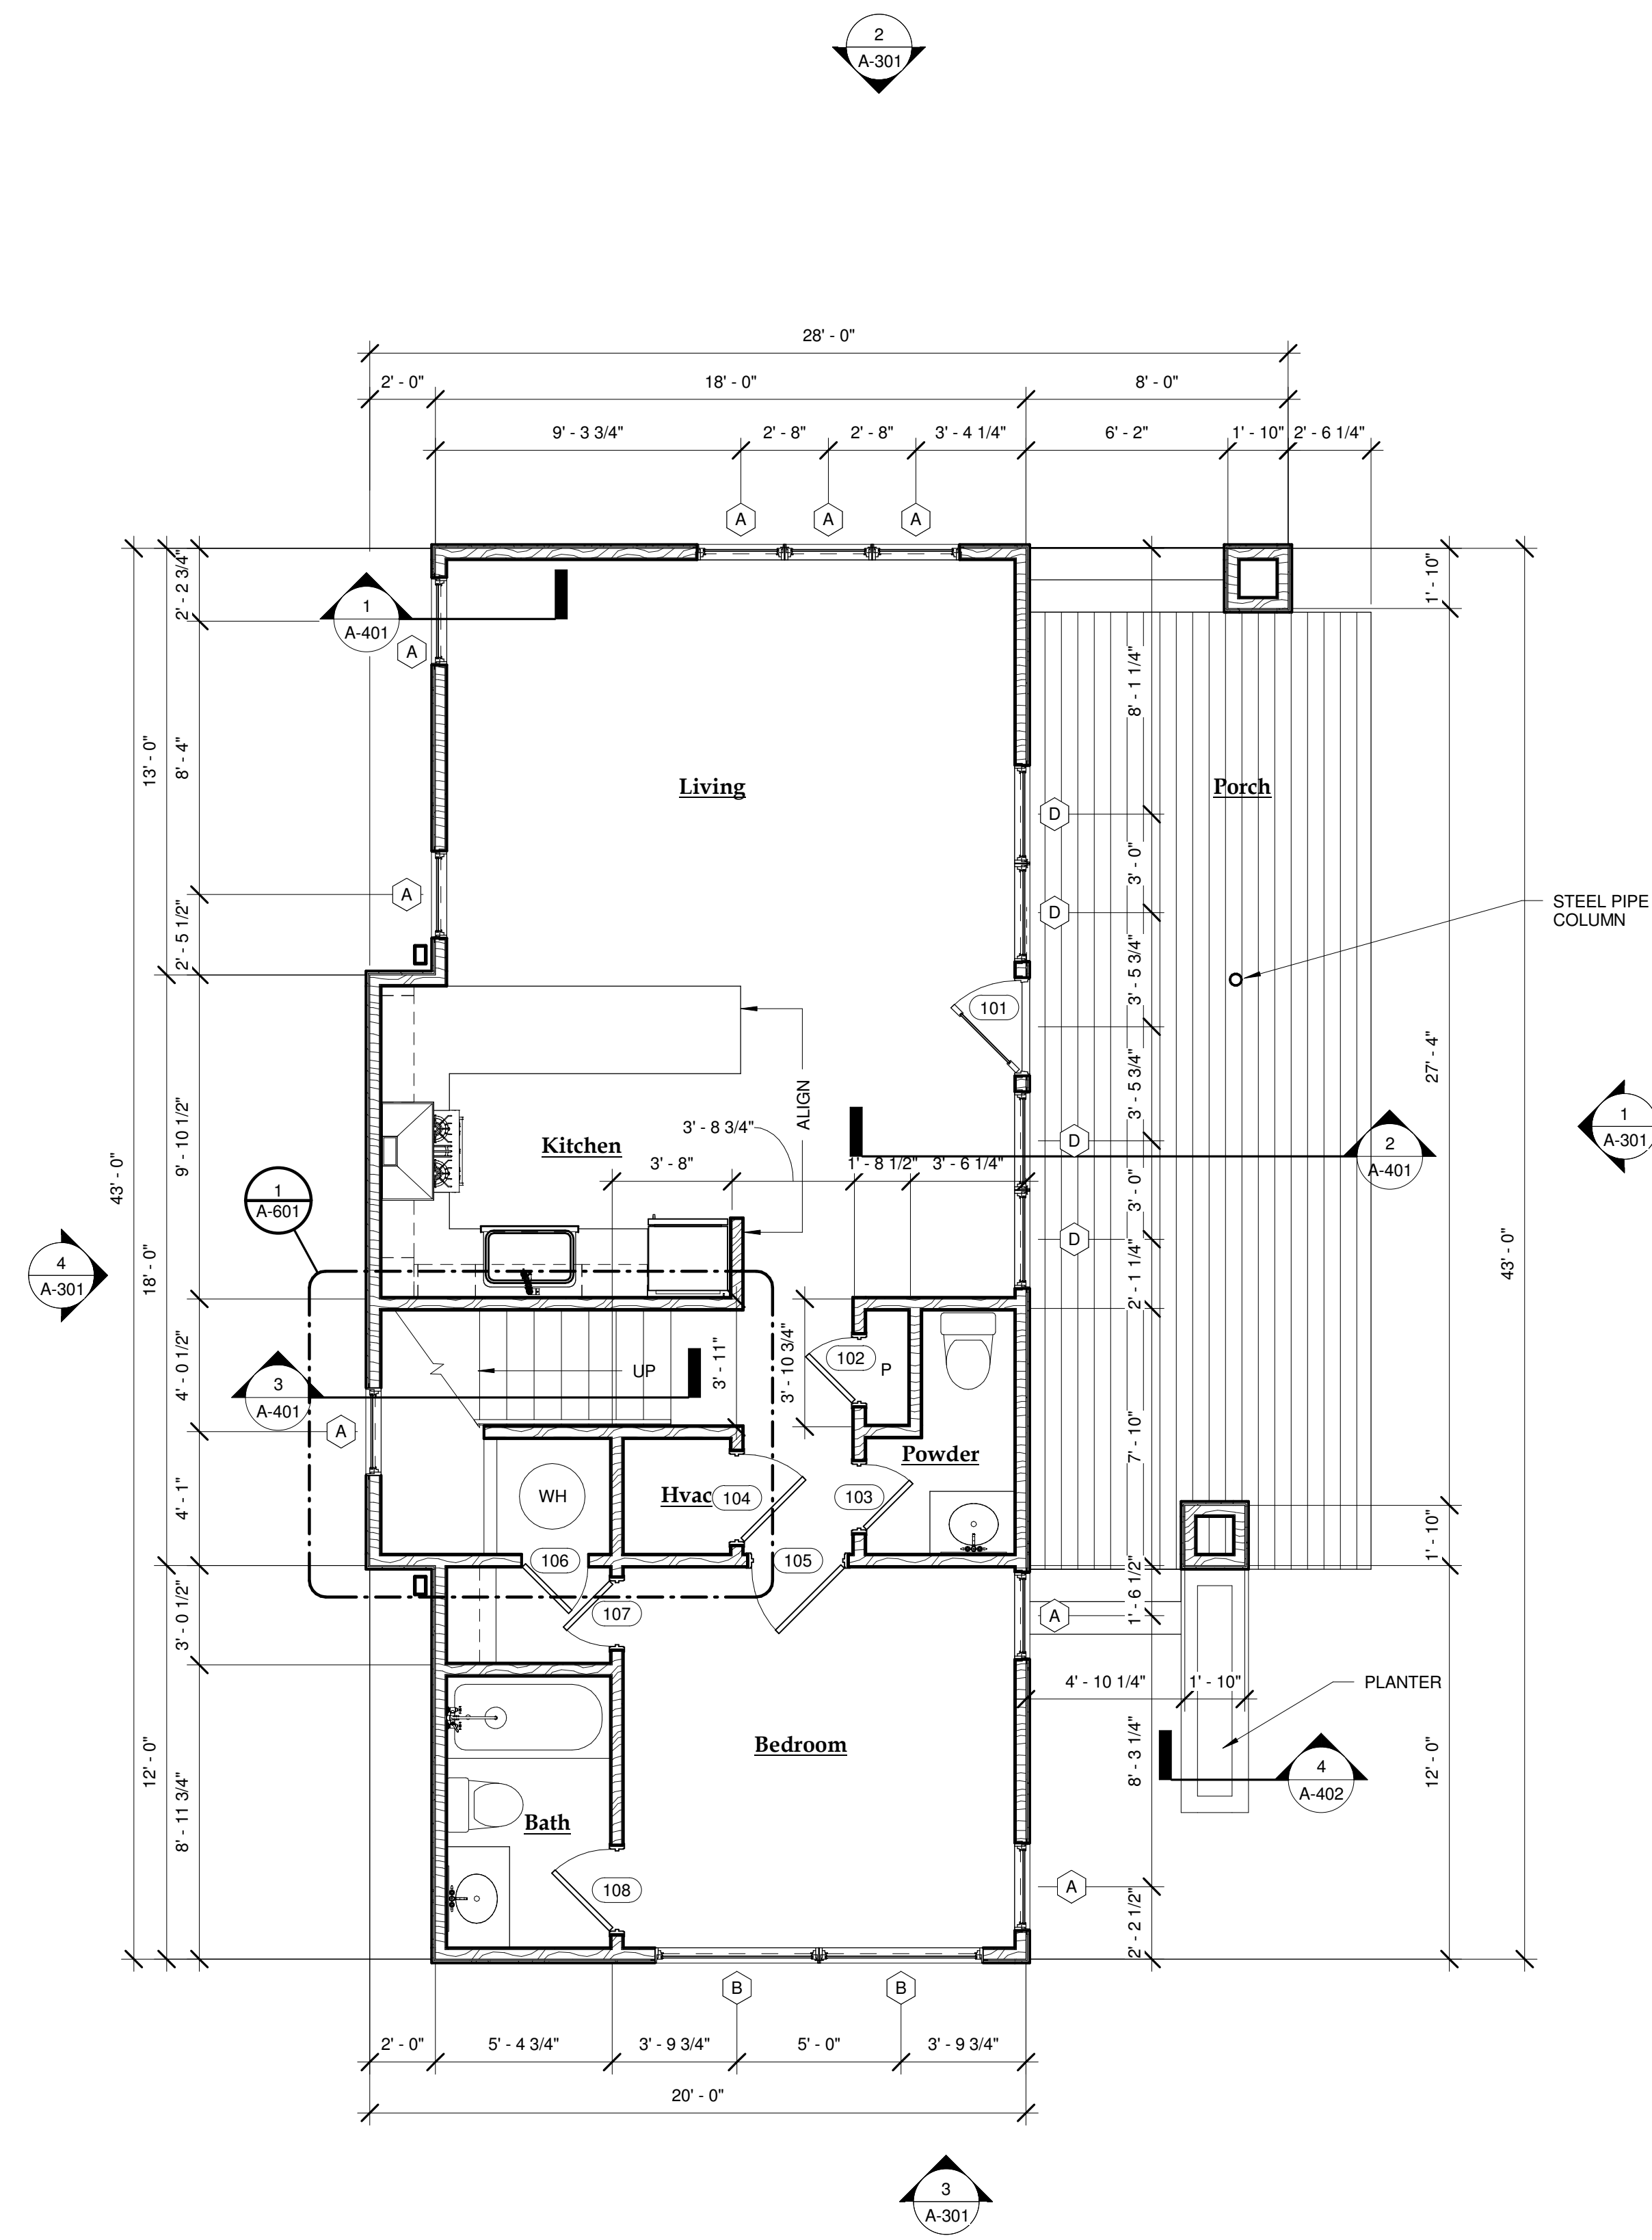 2
A-301
28' - 0"
2' - 0"
18' - 0"
8' - 0"
9' - 3 3/4"
2' - 8"
2' - 8"
3' - 4 1/4"
6' - 2"
1' - 10"
2' - 6 1/4"
A
A
A
2' - 2 3/4"
1
A-401
A
1' - 10"
8' - 1 1/4"
13' - 0"
8' - 4"
Living
Porch
D
3' - 0"
A
D
STEEL PIPE
COLUMN
2' - 5 1/2"
3' - 5 3/4"
101
27' - 4"
3' - 5 3/4"
ALIGN
9' - 10 1/2"
Kitchen
3' - 8 3/4"
D
2
A-401
1
A-301
43' - 0"
3' - 8"
1' - 8 1/2"
3' - 6 1/4"
1
A-601
3' - 0"
D
43' - 0"
4
A-301
18' - 0"
2' - 1 1/4"
4' - 0 1/2"
UP
3' - 11"
3' - 10 3/4"
102
P
3
A-401
A
7' - 10"
Powder
WH
Hvac
104
103
4' - 1"
1' - 10"
106
105
3' - 0 1/2"
107
1' - 6 1/2"
A
4' - 10 1/4"
1' - 10"
PLANTER
Bedroom
12' - 0"
8' - 3 1/4"
12' - 0"
4
A-402
8' - 11 3/4"
Bath
108
A
2' - 2 1/2"
B
B
2' - 0"
5' - 4 3/4"
3' - 9 3/4"
5' - 0"
3' - 9 3/4"
20' - 0"
3
A-301